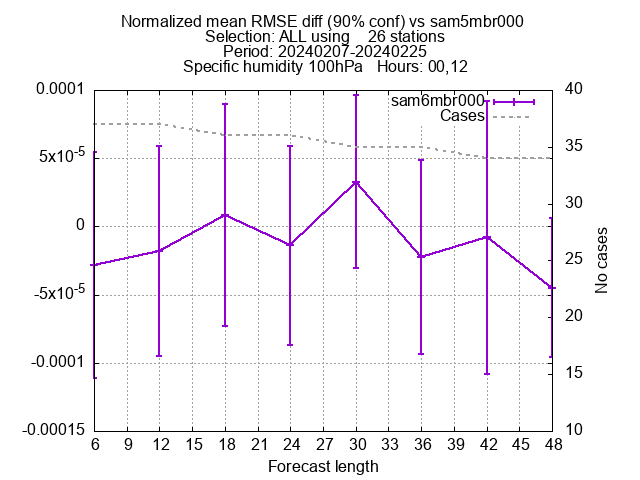 Normalized mean RMSE diff (90% conf) vs sam5mbr000
Selection: ALL using    26 stations
Period: 20240207-20240225
Specific humidity 100hPa   Hours: 00,12
sam6mbr000
Cases
0.0001
5x10⁻⁵
0
-5x10⁻⁵
-0.0001
-0.00015
40
35
30
25
20
15
10
No cases
6 9 12 15 18 21 24 27 30 33 36 39 42 45 48
Forecast length